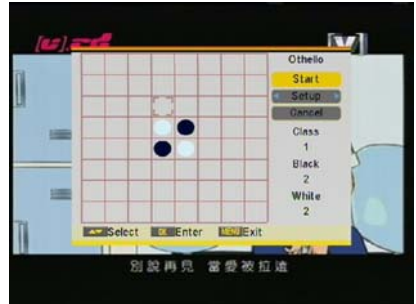 Othello
Start
Setup
Cancel
Class
1
Black
2
White
2
Select
OK Enter
MENU Exit
別說再見 當愛被拉遠